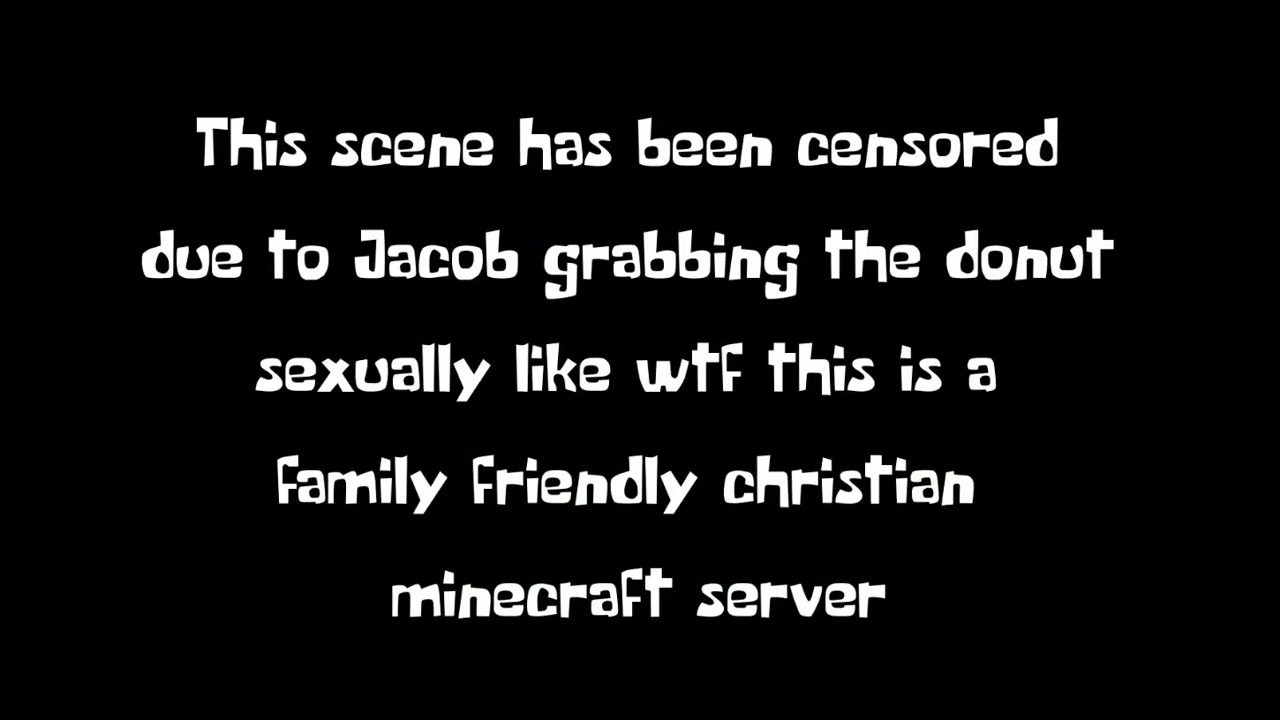 This scene has been censored
due to Jacob grabbing the donut
sexually like wtf this is a
family friendly christian
minecraft server